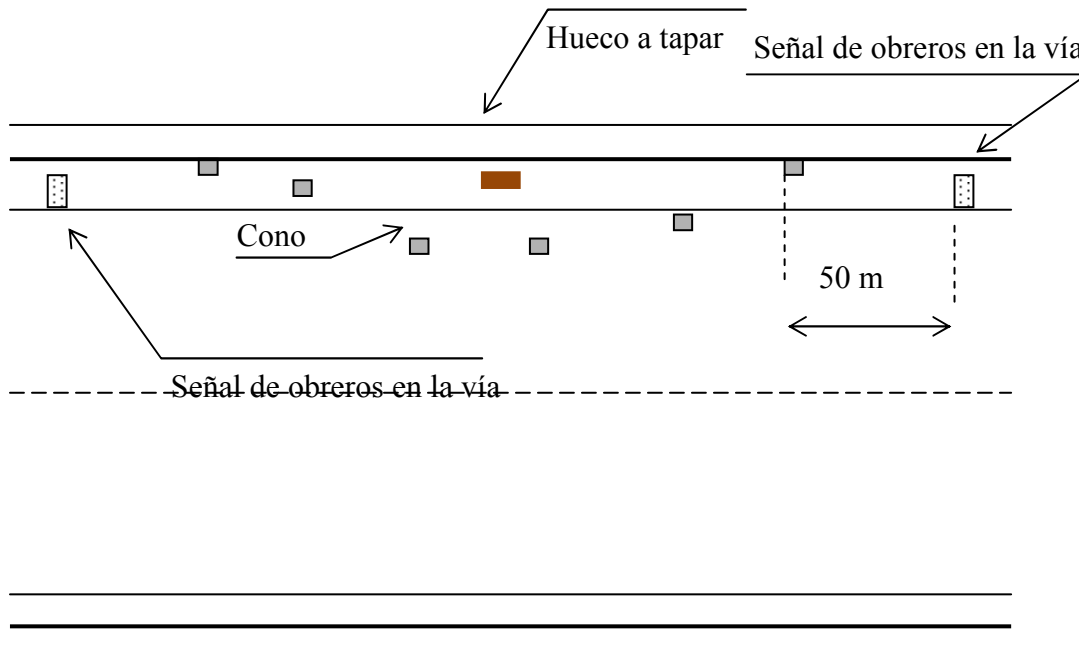 Hueco a tapar
Señal de obreros en la vía
Cono
50 m
Señal de obreros en la vía